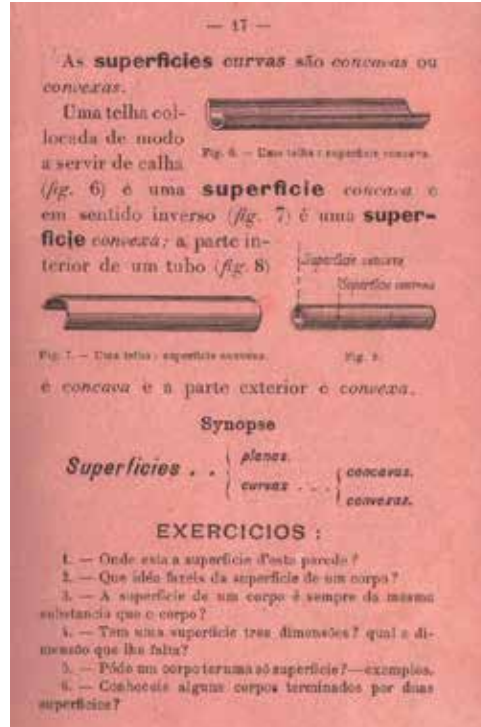 — 17 —
As superficies curvas são concavas ou
convexas.
Uma telha col-
locada de modo
a servir de calha
Fig. 6. — Uma telha : superficie concava.
(fig. 6) é uma superficie concava e
em sentido inverso (fig. 7) é uma super-
ficie convexa; a parte in-
terior de um tubo (fig. 8)
Superficie concava
Superficie convexa
Fig. 7. — Uma telha : superficie convexa.
Fig. 8.
é concava e a parte exterior é convexa.
Synopse
Superficies . . planas.
curvas . . . concavas.
convexas.
EXERCICIOS :
1. — Onde está a superficie d'esta parede ?
2. — Que idéa fazeis da superficie de um corpo ?
3. — A superficie de um corpo é sempre da mesma
substancia que o corpo ?
4. — Tem uma superficie tres dimensões ? qual a di-
mensão que lhe falta?
5. — Póde um corpo ter uma só superficie ? — exemplos.
6. — Conheceis alguns corpos terminados por duas
superficies ?